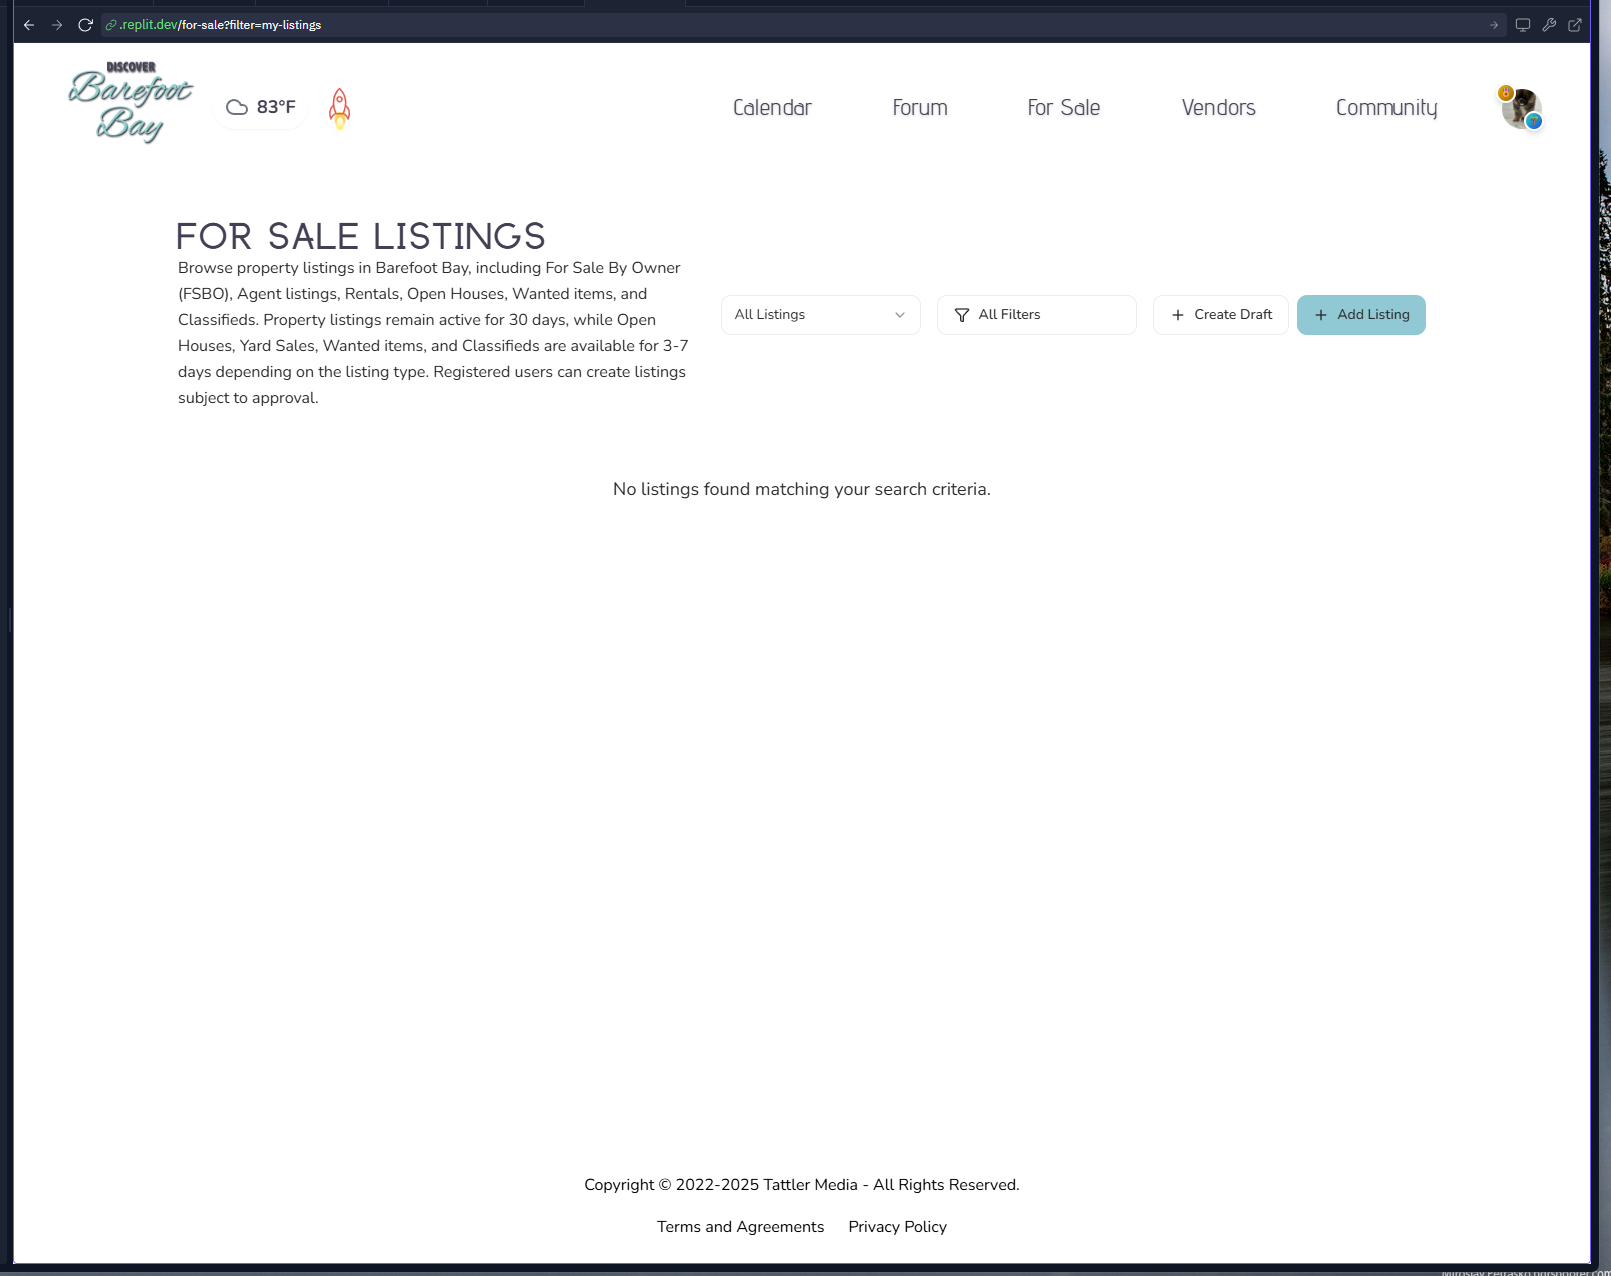 .replit.dev/for-sale?filter=my-listings
DISCOVER
Barefoot
Bay
83°F
Calendar
Forum
For Sale
Vendors
Community
FOR SALE LISTINGS
Browse property listings in Barefoot Bay, including For Sale By Owner
(FSBO), Agent listings, Rentals, Open Houses, Wanted items, and
Classifieds. Property listings remain active for 30 days, while Open
Houses, Yard Sales, Wanted items, and Classifieds are available for 3-7
days depending on the listing type. Registered users can create listings
subject to approval.
All Listings
All Filters
Create Draft
Add Listing
No listings found matching your search criteria.
Copyright © 2022-2025 Tattler Media - All Rights Reserved.
Terms and Agreements
Privacy Policy